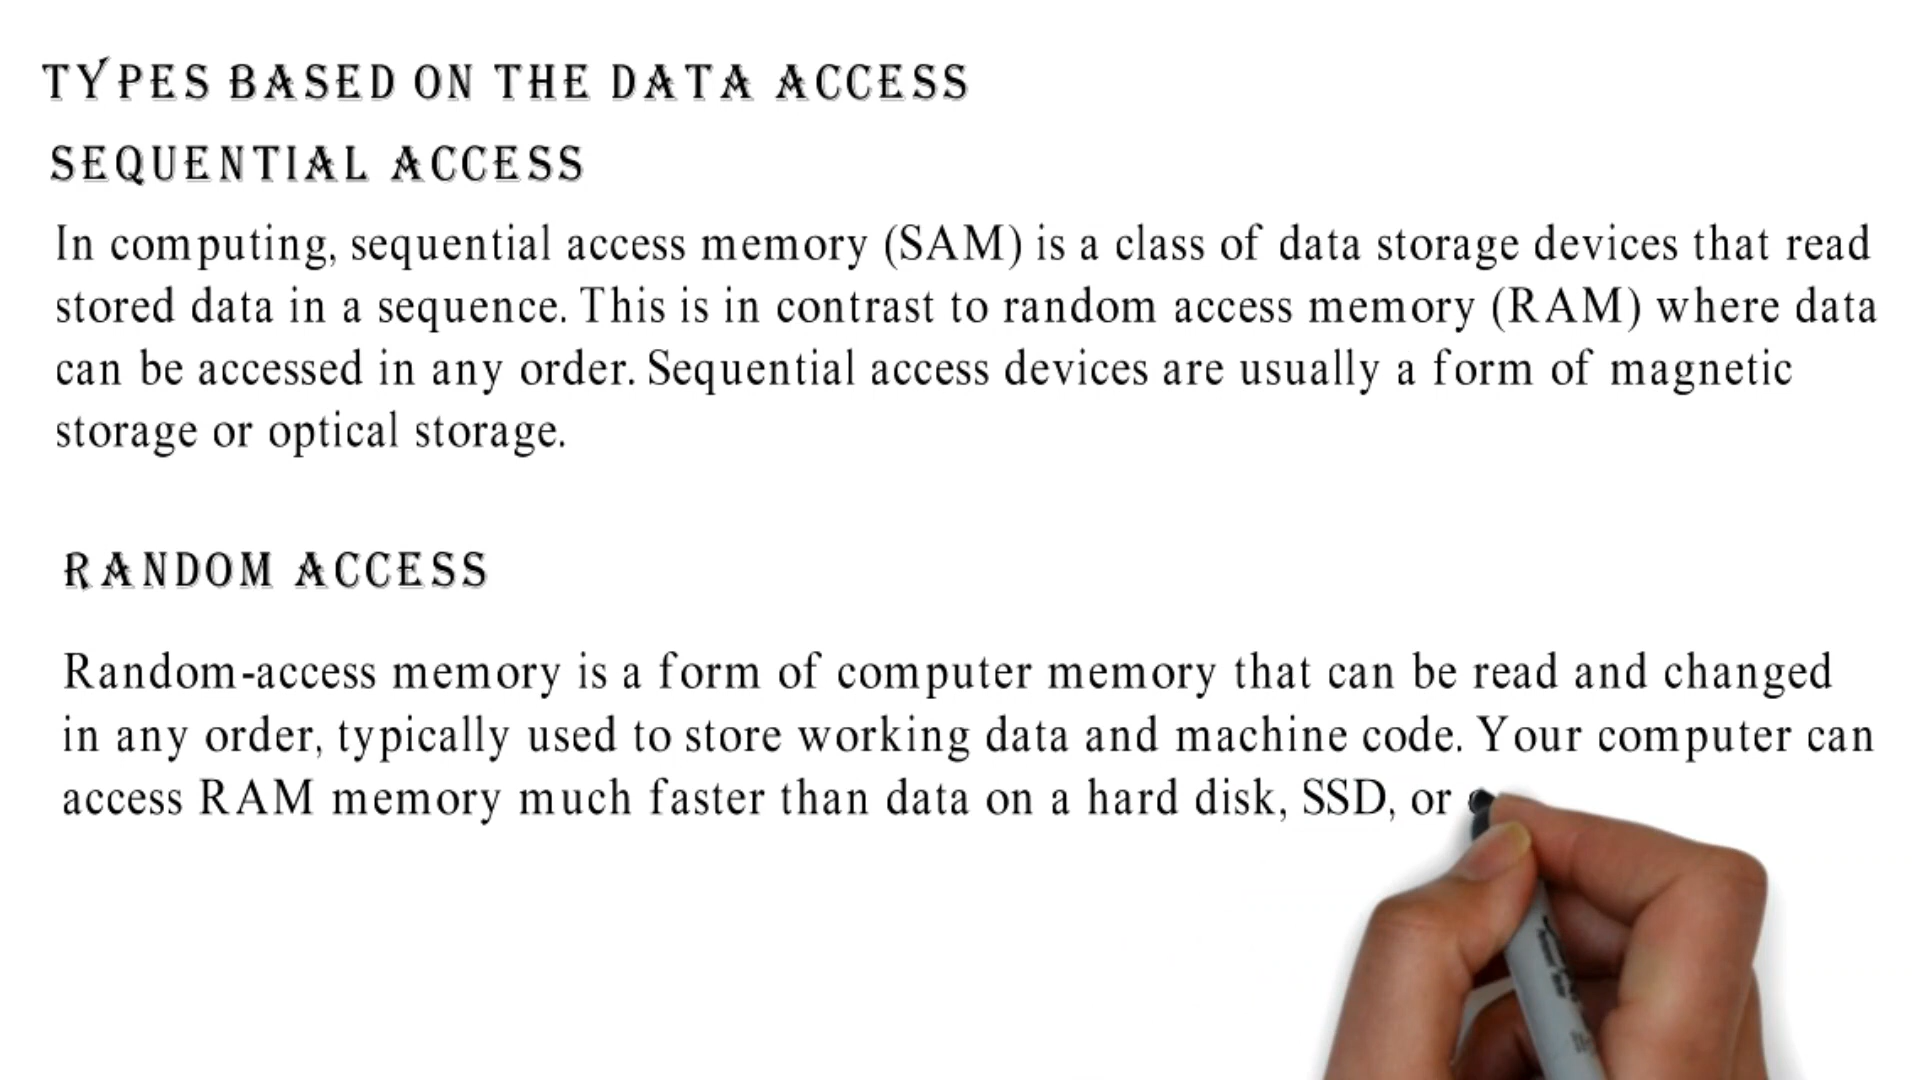 TYPES BASED ON THE DATA ACCESS
SEQUENTIAL ACCESS
In computing, sequential access memory (SAM) is a class of data storage devices that read
stored data in a sequence. This is in contrast to random access memory (RAM) where data
can be accessed in any order. Sequential access devices are usually a form of magnetic
storage or optical storage.
RANDOM ACCESS
Random-access memory is a form of computer memory that can be read and changed
in any order, typically used to store working data and machine code. Your computer can
access RAM memory much faster than data on a hard disk, SSD, or